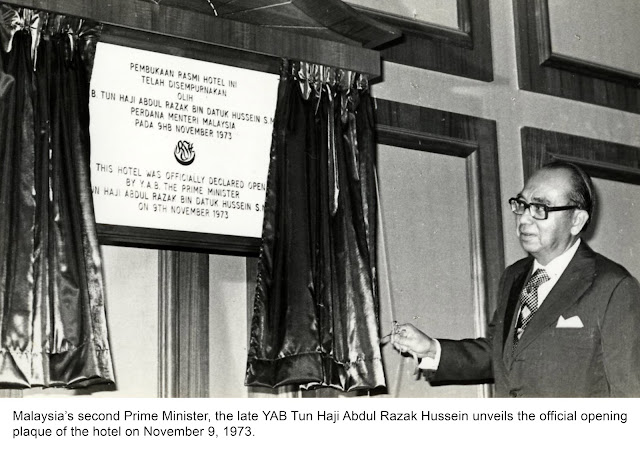 PEMBUKAAN RASMI HOTEL INI
TELAH DISEMPURNAKAN
OLIH
B. TUN HAJI ABDUL RAZAK BIN DATUK HUSSEIN S.M
PERDANA MENTERI MALAYSIA
PADA 9HB NOVEMBER 1973
THIS HOTEL WAS OFFICIALLY DECLARED OPEN
BY Y.A.B. THE PRIME MINISTER
UN HAJI ABDUL RAZAK BIN DATUK HUSSEIN S.M
ON 9TH NOVEMBER 1973
Malaysia's second Prime Minister, the late YAB Tun Haji Abdul Razak Hussein unveils the official opening
plaque of the hotel on November 9, 1973.